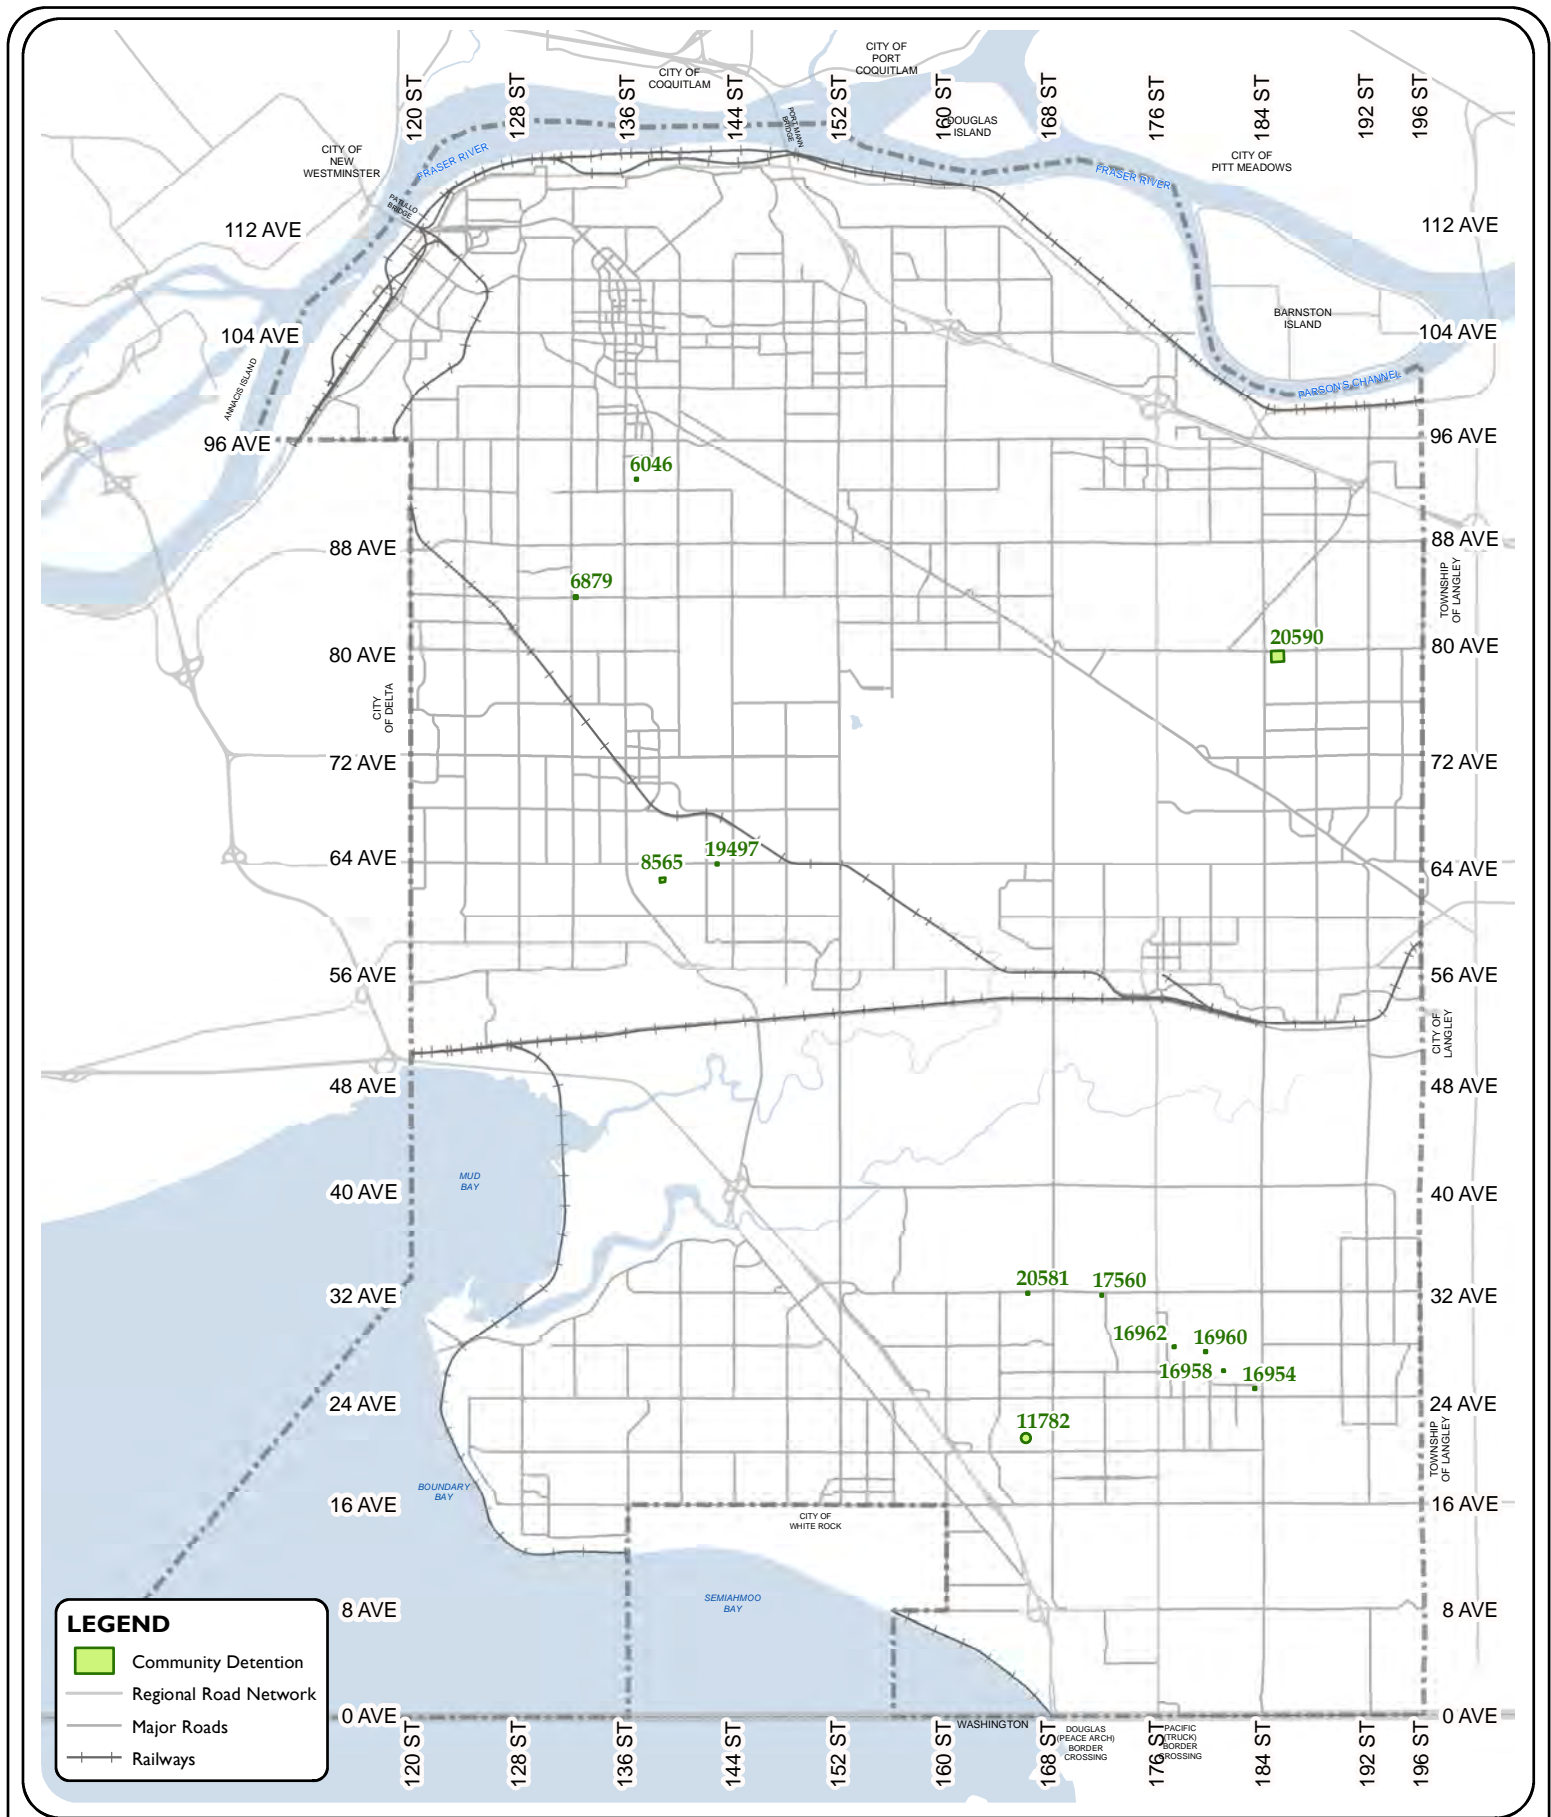 CITY OF
COQUITLAM
CITY OF
PORT
COQUITLAM
120 ST
128 ST
136 ST
144 ST
152 ST
160 ST
168 ST
176 ST
184 ST
192 ST
196 ST
PORT MANN
BRIDGE
DOUGLAS
ISLAND
CITY OF
NEW
WESTMINSTER
FRASER RIVER
FRASER RIVER
CITY OF
PITT MEADOWS
PATULLO
BRIDGE
112 AVE
112 AVE
BARNSTON
ISLAND
104 AVE
104 AVE
ANNACIS ISLAND
PARSON'S CHANNEL
96 AVE
96 AVE
6046
88 AVE
88 AVE
6879
TOWNSHIP
OF LANGLEY
20590
80 AVE
80 AVE
CITY
OF DELTA
72 AVE
72 AVE
19497
8565
64 AVE
64 AVE
56 AVE
56 AVE
CITY OF
LANGLEY
48 AVE
48 AVE
MUD
BAY
40 AVE
40 AVE
20581
17560
32 AVE
32 AVE
16962
16960
16958
16954
24 AVE
24 AVE
11782
TOWNSHIP
OF LANGLEY
BOUNDARY
BAY
16 AVE
16 AVE
CITY OF
WHITE ROCK
SEMIAHMOO
BAY
8 AVE
8 AVE
LEGEND
Community Detention
Regional Road Network
Major Roads
Railways
0 AVE
0 AVE
WASHINGTON
DOUGLAS
(PEACE ARCH)
BORDER
CROSSING
PACIFIC
(TRUCK)
BORDER
CROSSING
120 ST
128 ST
136 ST
144 ST
152 ST
160 ST
168 ST
176 ST
184 ST
192 ST
196 ST